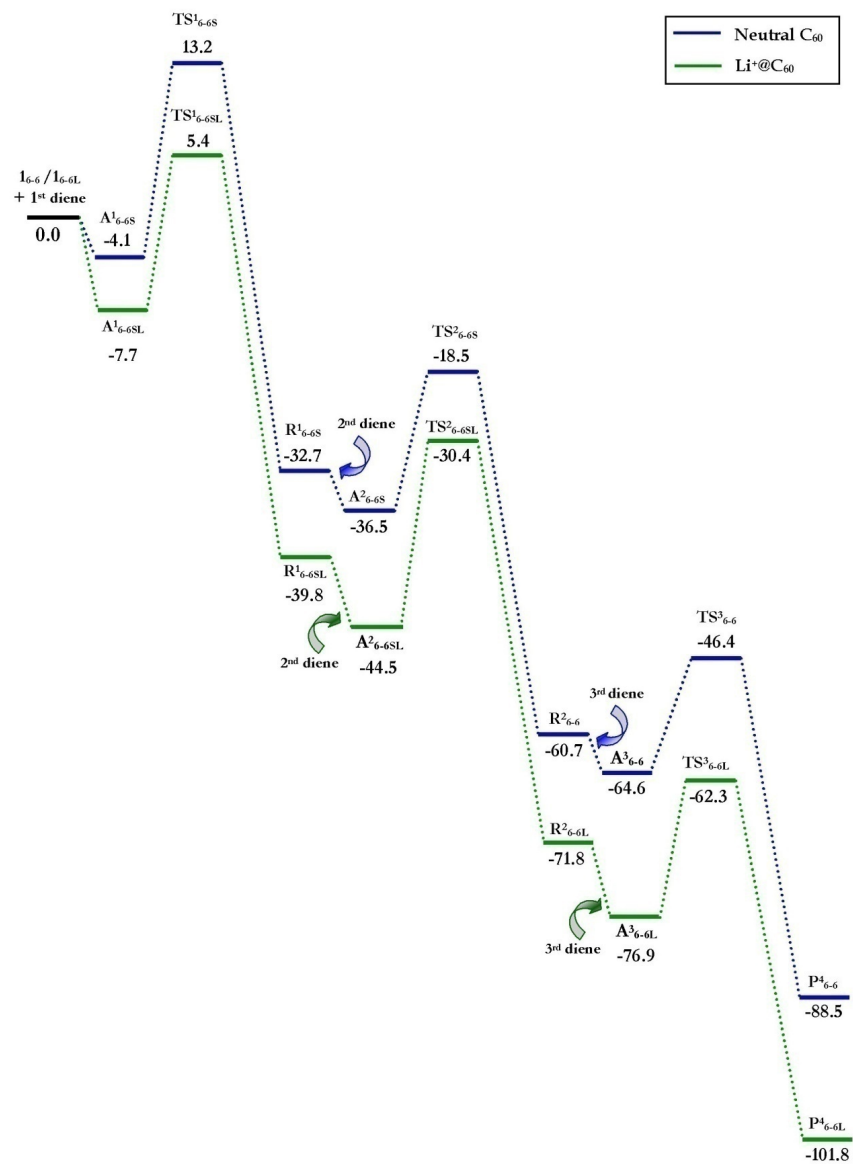 TS¹₆₋₆S
13.2
Neutral C₆₀
Li⁺@C₆₀
TS¹₆₋₆SL
5.4
1₆₋₆ /1₆₋₆L
+ 1ˢᵗ diene
0.0
A¹₆₋₆S
-4.1
A¹₆₋₆SL
-7.7
TS²₆₋₆S
-18.5
R¹₆₋₆S
-32.7
2ⁿᵈ diene
TS²₆₋₆SL
-30.4
A²₆₋₆S
-36.5
R¹₆₋₆SL
-39.8
2ⁿᵈ diene
A²₆₋₆SL
-44.5
TS³₆₋₆
-46.4
3ʳᵈ diene
R²₆₋₆
-60.7
A³₆₋₆
-64.6
TS³₆₋₆L
-62.3
R²₆₋₆L
-71.8
3ʳᵈ diene
A³₆₋₆L
-76.9
P⁴₆₋₆
-88.5
P⁴₆₋₆L
-101.8